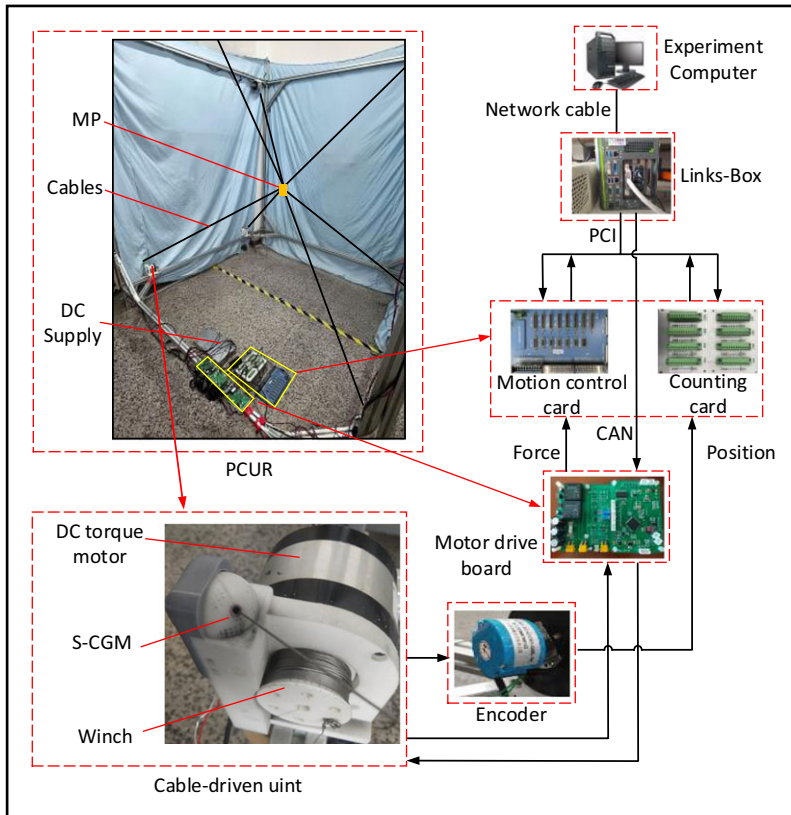 MP
Cables
DC
Supply
PCUR
Experiment
Computer
Network cable
Links-Box
PCI
Motion control
card
Counting
card
Force
CAN
Position
Motor drive
board
DC torque
motor
S-CGM
Winch
Encoder
Cable-driven uint